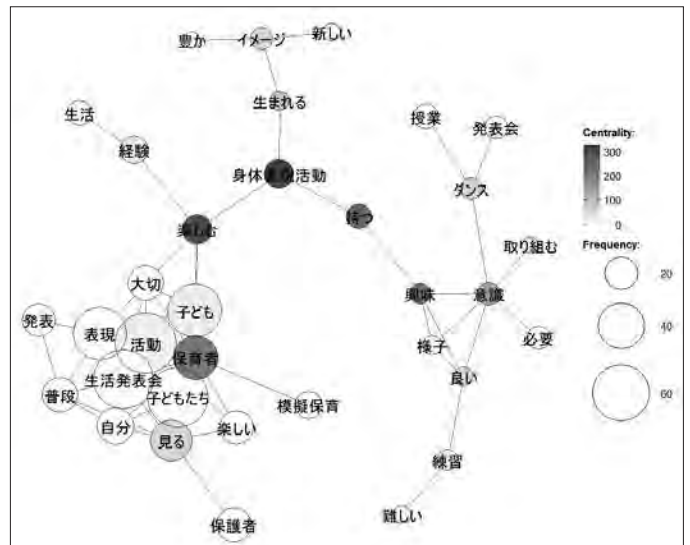 豊か
イメージ
新しい
生まれる
生活
経験
授業
発表会
身体表現活動
ダンス
持つ
楽しむ
取り組む
大切
興味
意識
子ども
発表
表現
活動
様子
必要
保育者
良い
生活発表会
子どもたち
普段
模擬保育
自分
楽しい
見る
練習
難しい
保護者
Centrality:
300
200
100
0
Frequency:
20
40
60